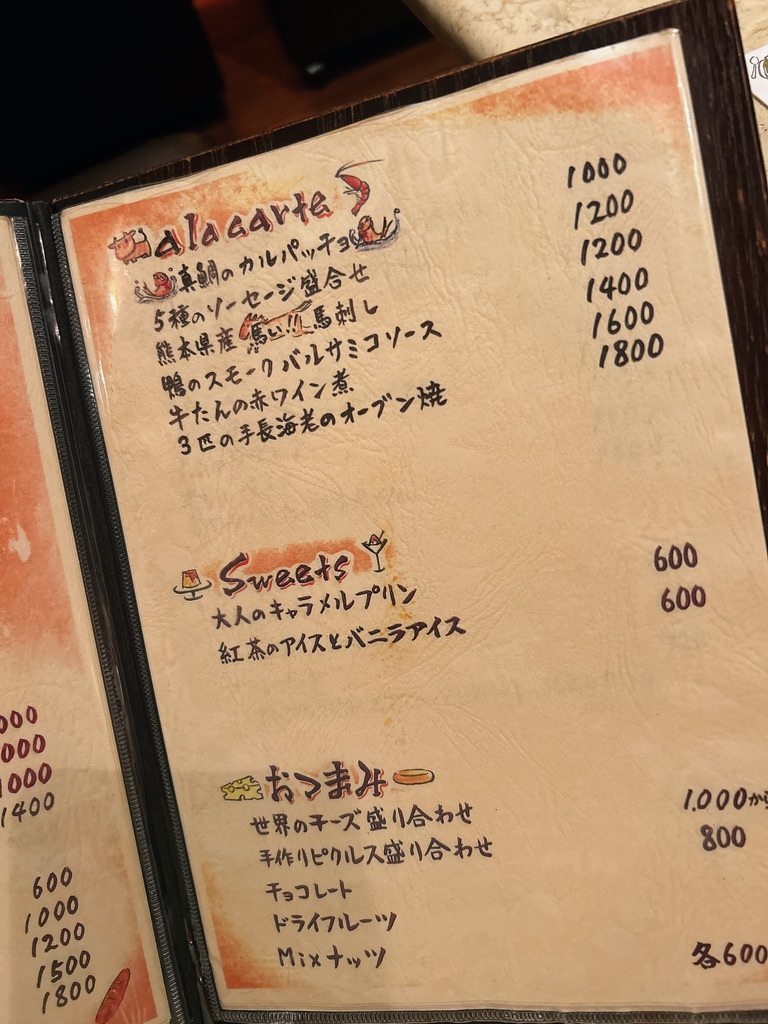 a la carte
真鯛のカルパッチョ 1000
5種のソーセージ盛合せ 1200
熊本県産 馬い!! 馬刺し 1200
鴨のスモークバルサミコソース 1400
牛たんの赤ワイン煮 1600
3匹の手長海老のオーブン焼 1800
Sweets
大人のキャラメルプリン 600
紅茶のアイスとバニラアイス 600
おつまみ
世界のチーズ盛り合わせ 1,000から
手作りピクルス盛り合わせ 800
チョコレート
ドライフルーツ
Mixナッツ 各600
000
000
1000
1400
600
1000
1200
1500
1800